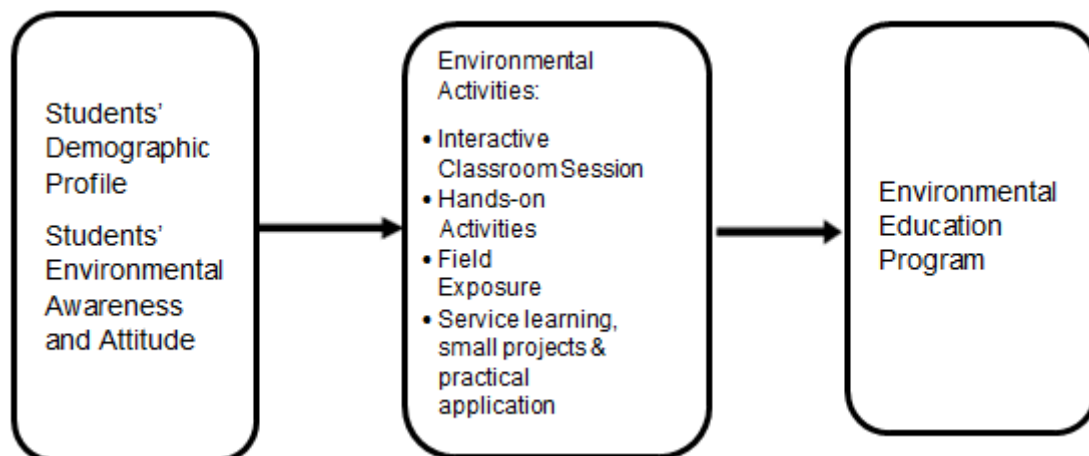 Students’
Demographic
Profile
Students’
Environmental
Awareness
and Attitude
Environmental
Activities:
• Interactive
Classroom Session
• Hands-on
Activities
• Field
Exposure
• Service learning,
small projects &
practical
application
Environmental
Education
Program